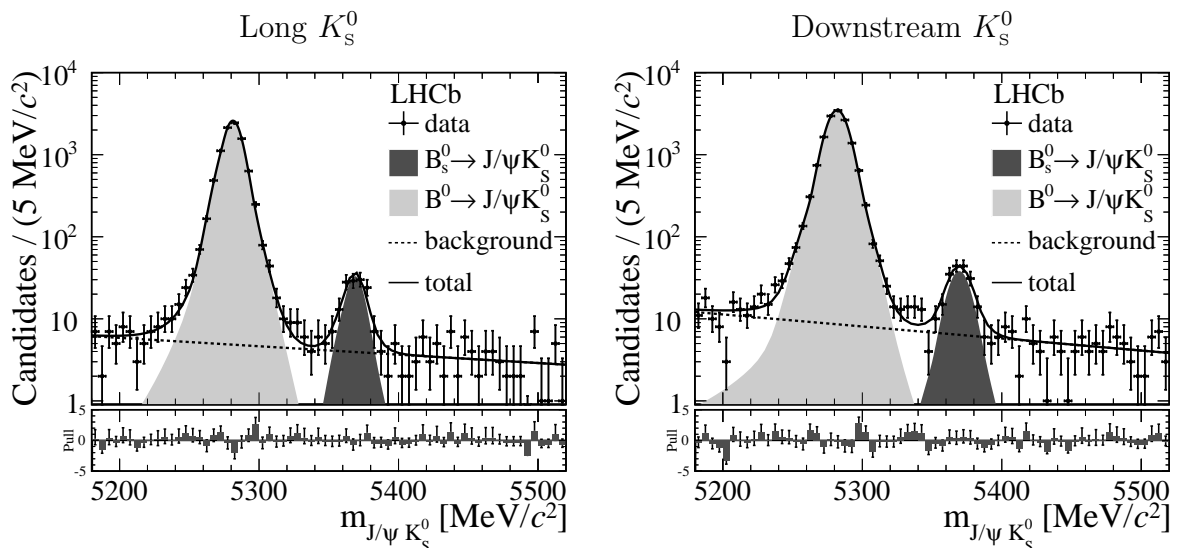 Long K⁰S
Downstream K⁰S
Candidates / (5 MeV/c²)
10⁴
10³
10²
10
1
LHCb
data
B⁰s → J/ψK⁰S
B⁰ → J/ψK⁰S
background
total
Pull
5
0
-5
5200 5300 5400 5500
m J/ψ K⁰S [MeV/c²]
Candidates / (5 MeV/c²)
10⁴
10³
10²
10
1
LHCb
data
B⁰s → J/ψK⁰S
B⁰ → J/ψK⁰S
background
total
Pull
5
0
-5
5200 5300 5400 5500
m J/ψ K⁰S [MeV/c²]